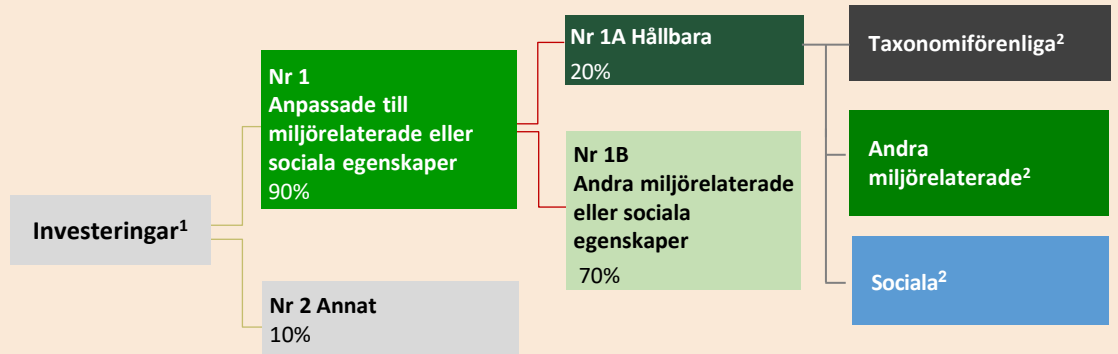 Investeringar¹
Nr 1
Anpassade till
miljörelaterade eller
sociala egenskaper
90%
Nr 2 Annat
10%
Nr 1A Hållbara
20%
Nr 1B
Andra miljörelaterade
eller sociala
egenskaper
70%
Taxonomiförenliga²
Andra
miljörelaterade²
Sociala²